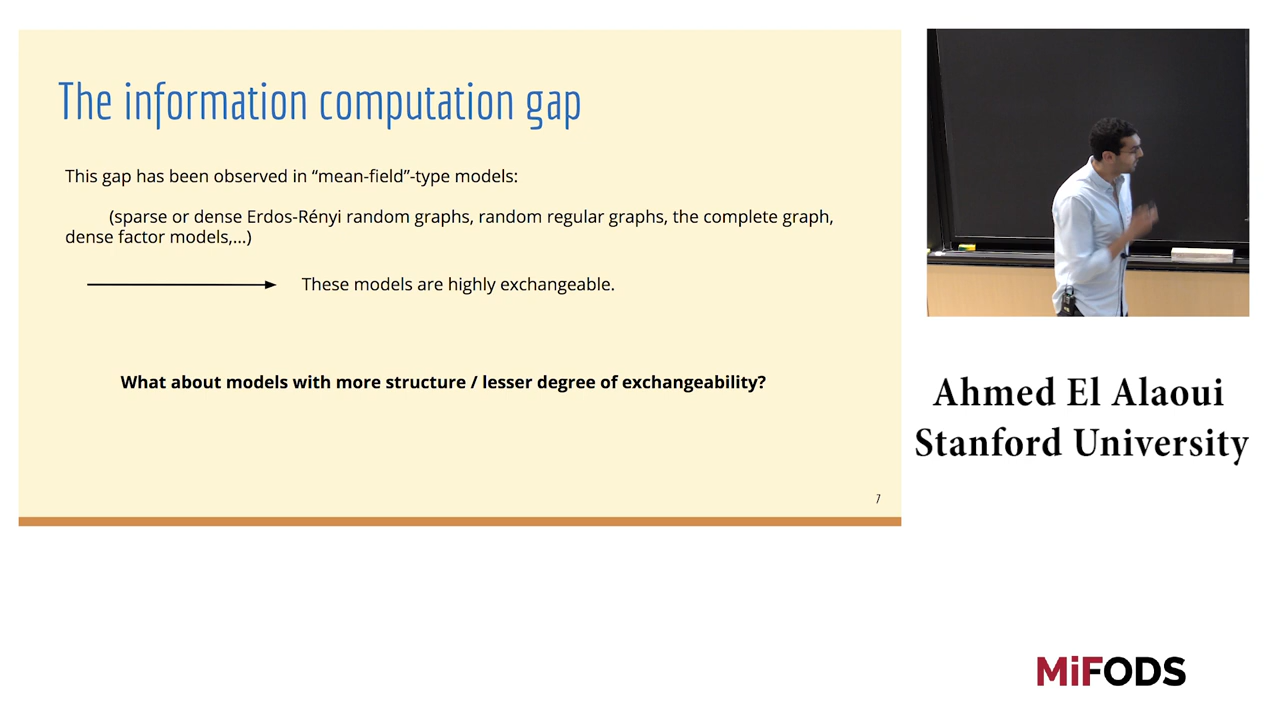 The information computation gap
This gap has been observed in “mean-field”-type models:
(sparse or dense Erdos-Rényi random graphs, random regular graphs, the complete graph,
dense factor models,...)
These models are highly exchangeable.
What about models with more structure / lesser degree of exchangeability?
7
Ahmed El Alaoui
Stanford University
MiFODS